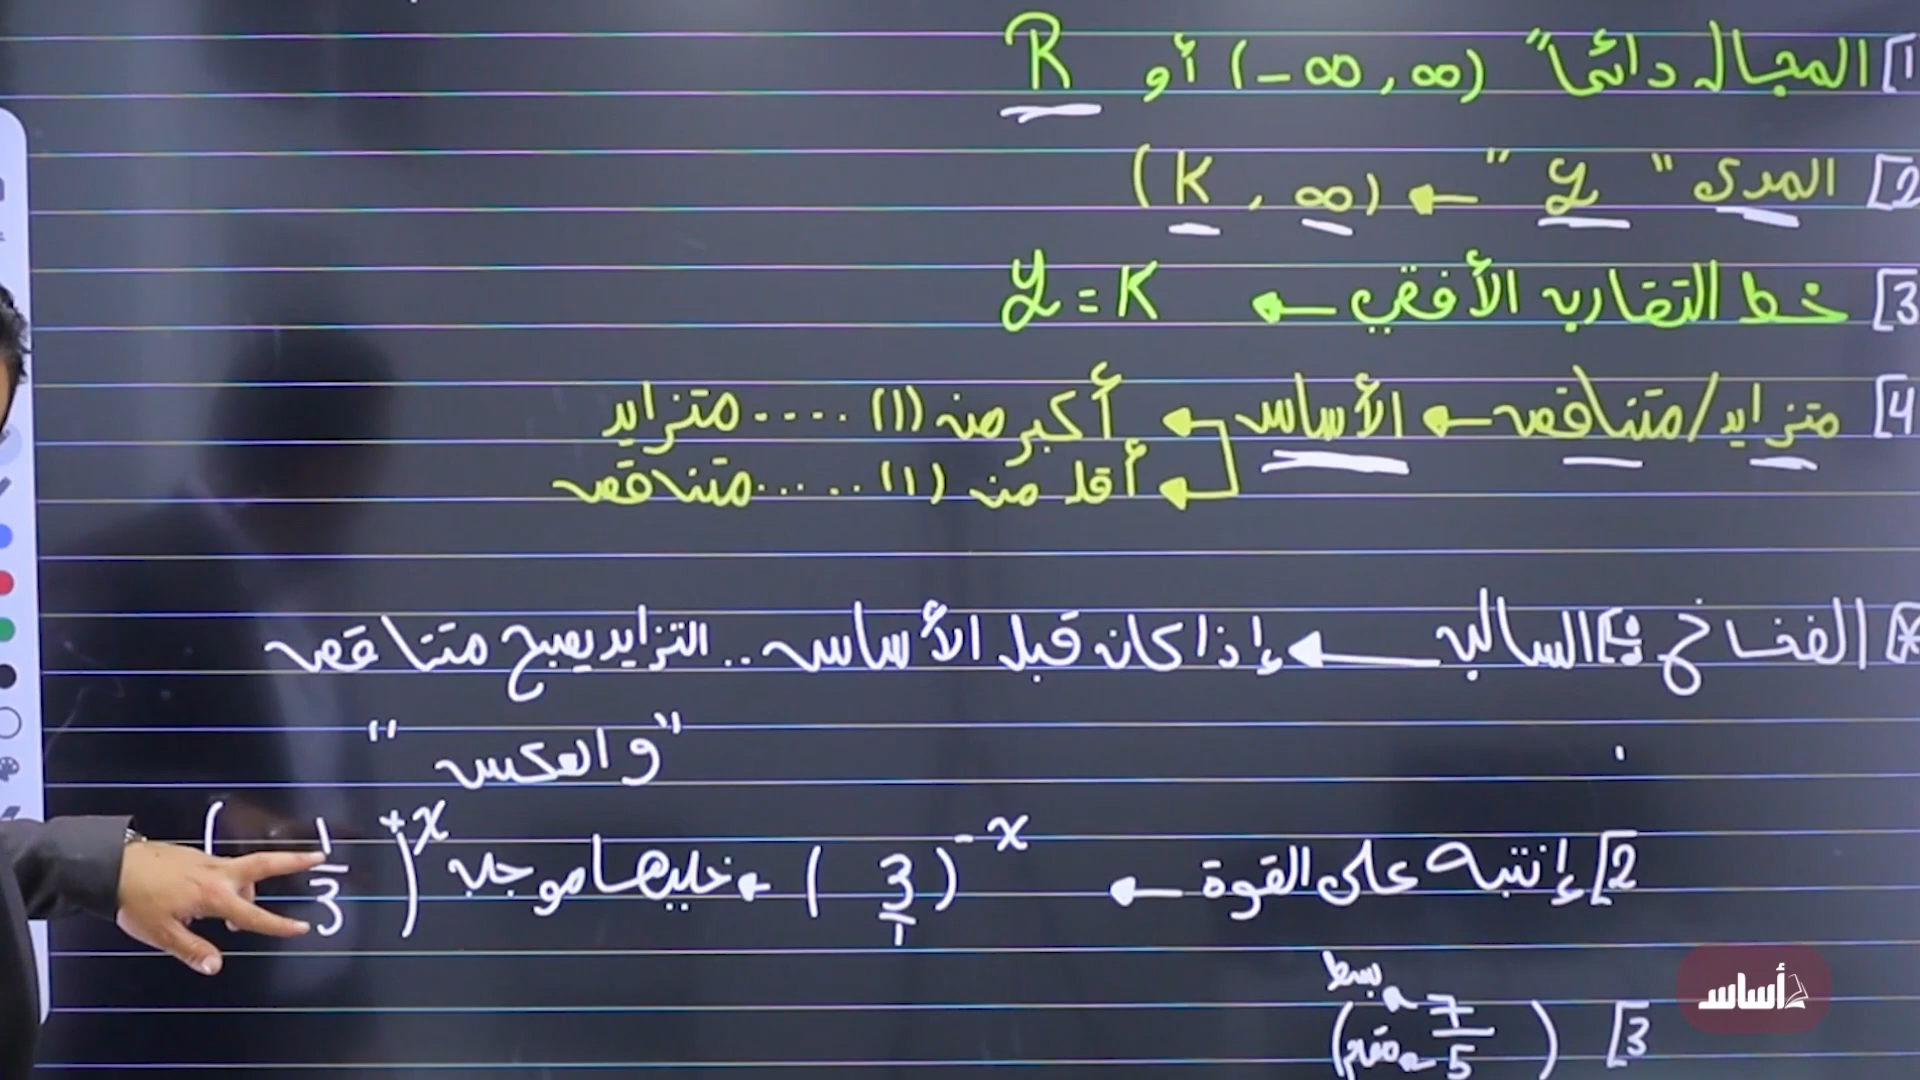 [1 المجال دائماً (-∞, ∞) أو R
[2 المدى "y" ← (K, ∞)
[3 خط التقارب الأفقي ← y = K
[4 متزايد/متناقص ← الأساس ← أكبر من (1) .... متزايد
← أقل من (1) ..... متناقص
الفخاخ: [1 السالب ← إذا كان قبل الأساس.. التزايد يصبح متناقص
"والعكس"
[2 إنتبه على القوة ← (3/1)^-x ← خليها موجب (1/3)^+x
[3 (7/5) بسط مقام
أساس